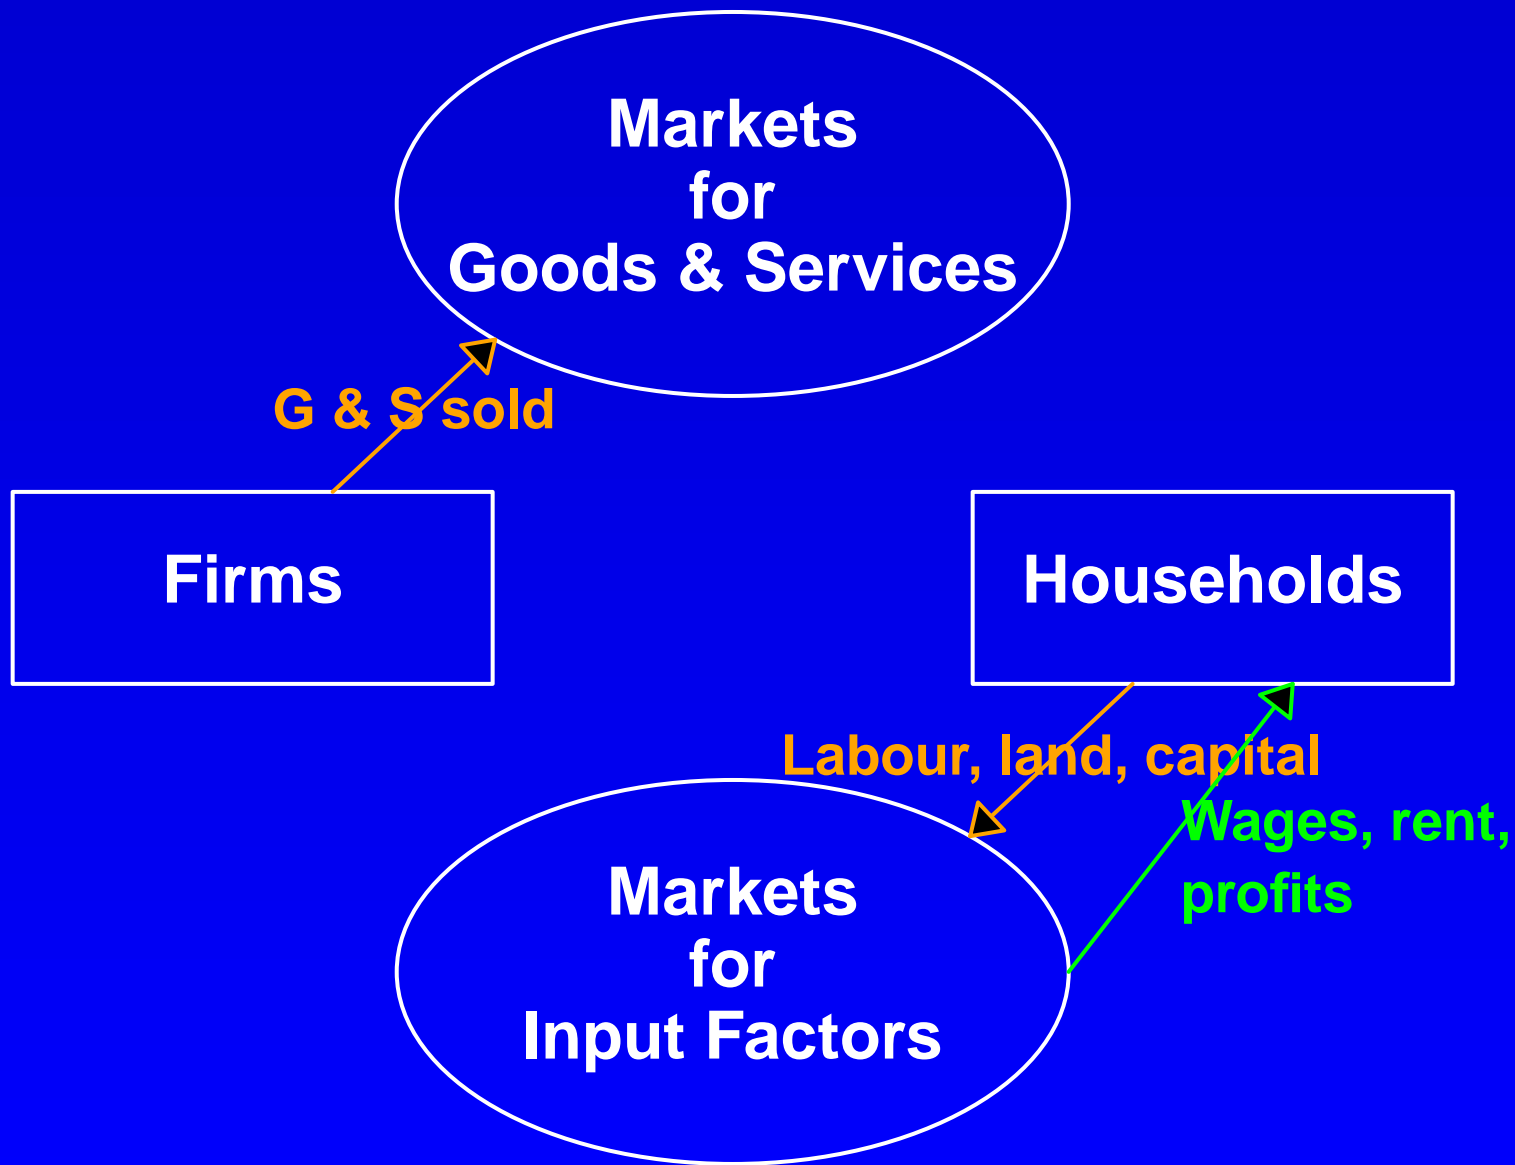 Markets
for
Goods & Services
G & S sold
Firms
Households
Labour, land, capital
Wages, rent,
profits
Markets
for
Input Factors